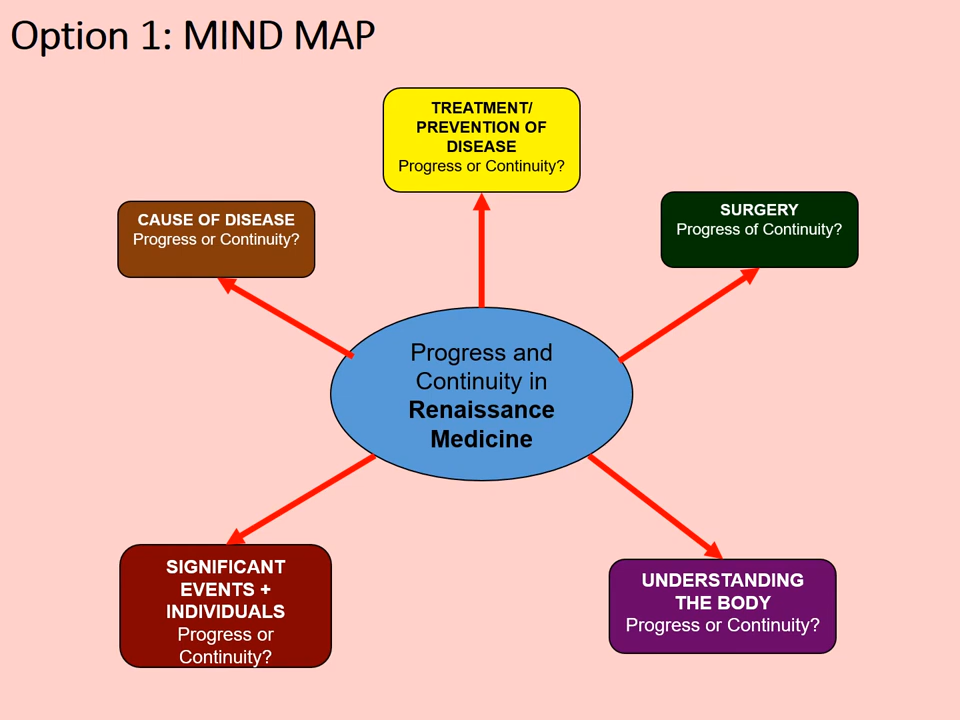 Option 1: MIND MAP
TREATMENT/
PREVENTION OF
DISEASE
Progress or Continuity?
CAUSE OF DISEASE
Progress or Continuity?
SURGERY
Progress of Continuity?
Progress and
Continuity in
Renaissance
Medicine
SIGNIFICANT
EVENTS +
INDIVIDUALS
Progress or
Continuity?
UNDERSTANDING
THE BODY
Progress or Continuity?